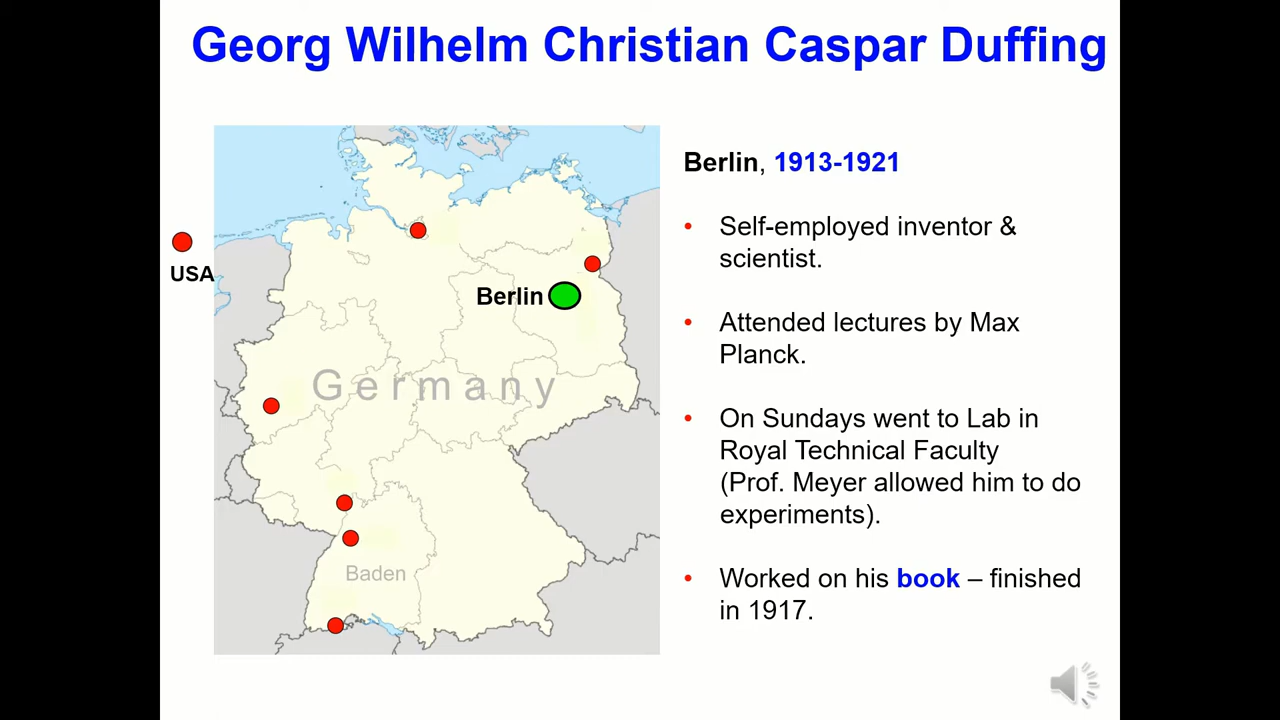 Georg Wilhelm Christian Caspar Duffing
USA
Berlin
Germany
Baden
Berlin, 1913-1921
• Self-employed inventor &
scientist.
• Attended lectures by Max
Planck.
• On Sundays went to Lab in
Royal Technical Faculty
(Prof. Meyer allowed him to do
experiments).
• Worked on his book – finished
in 1917.